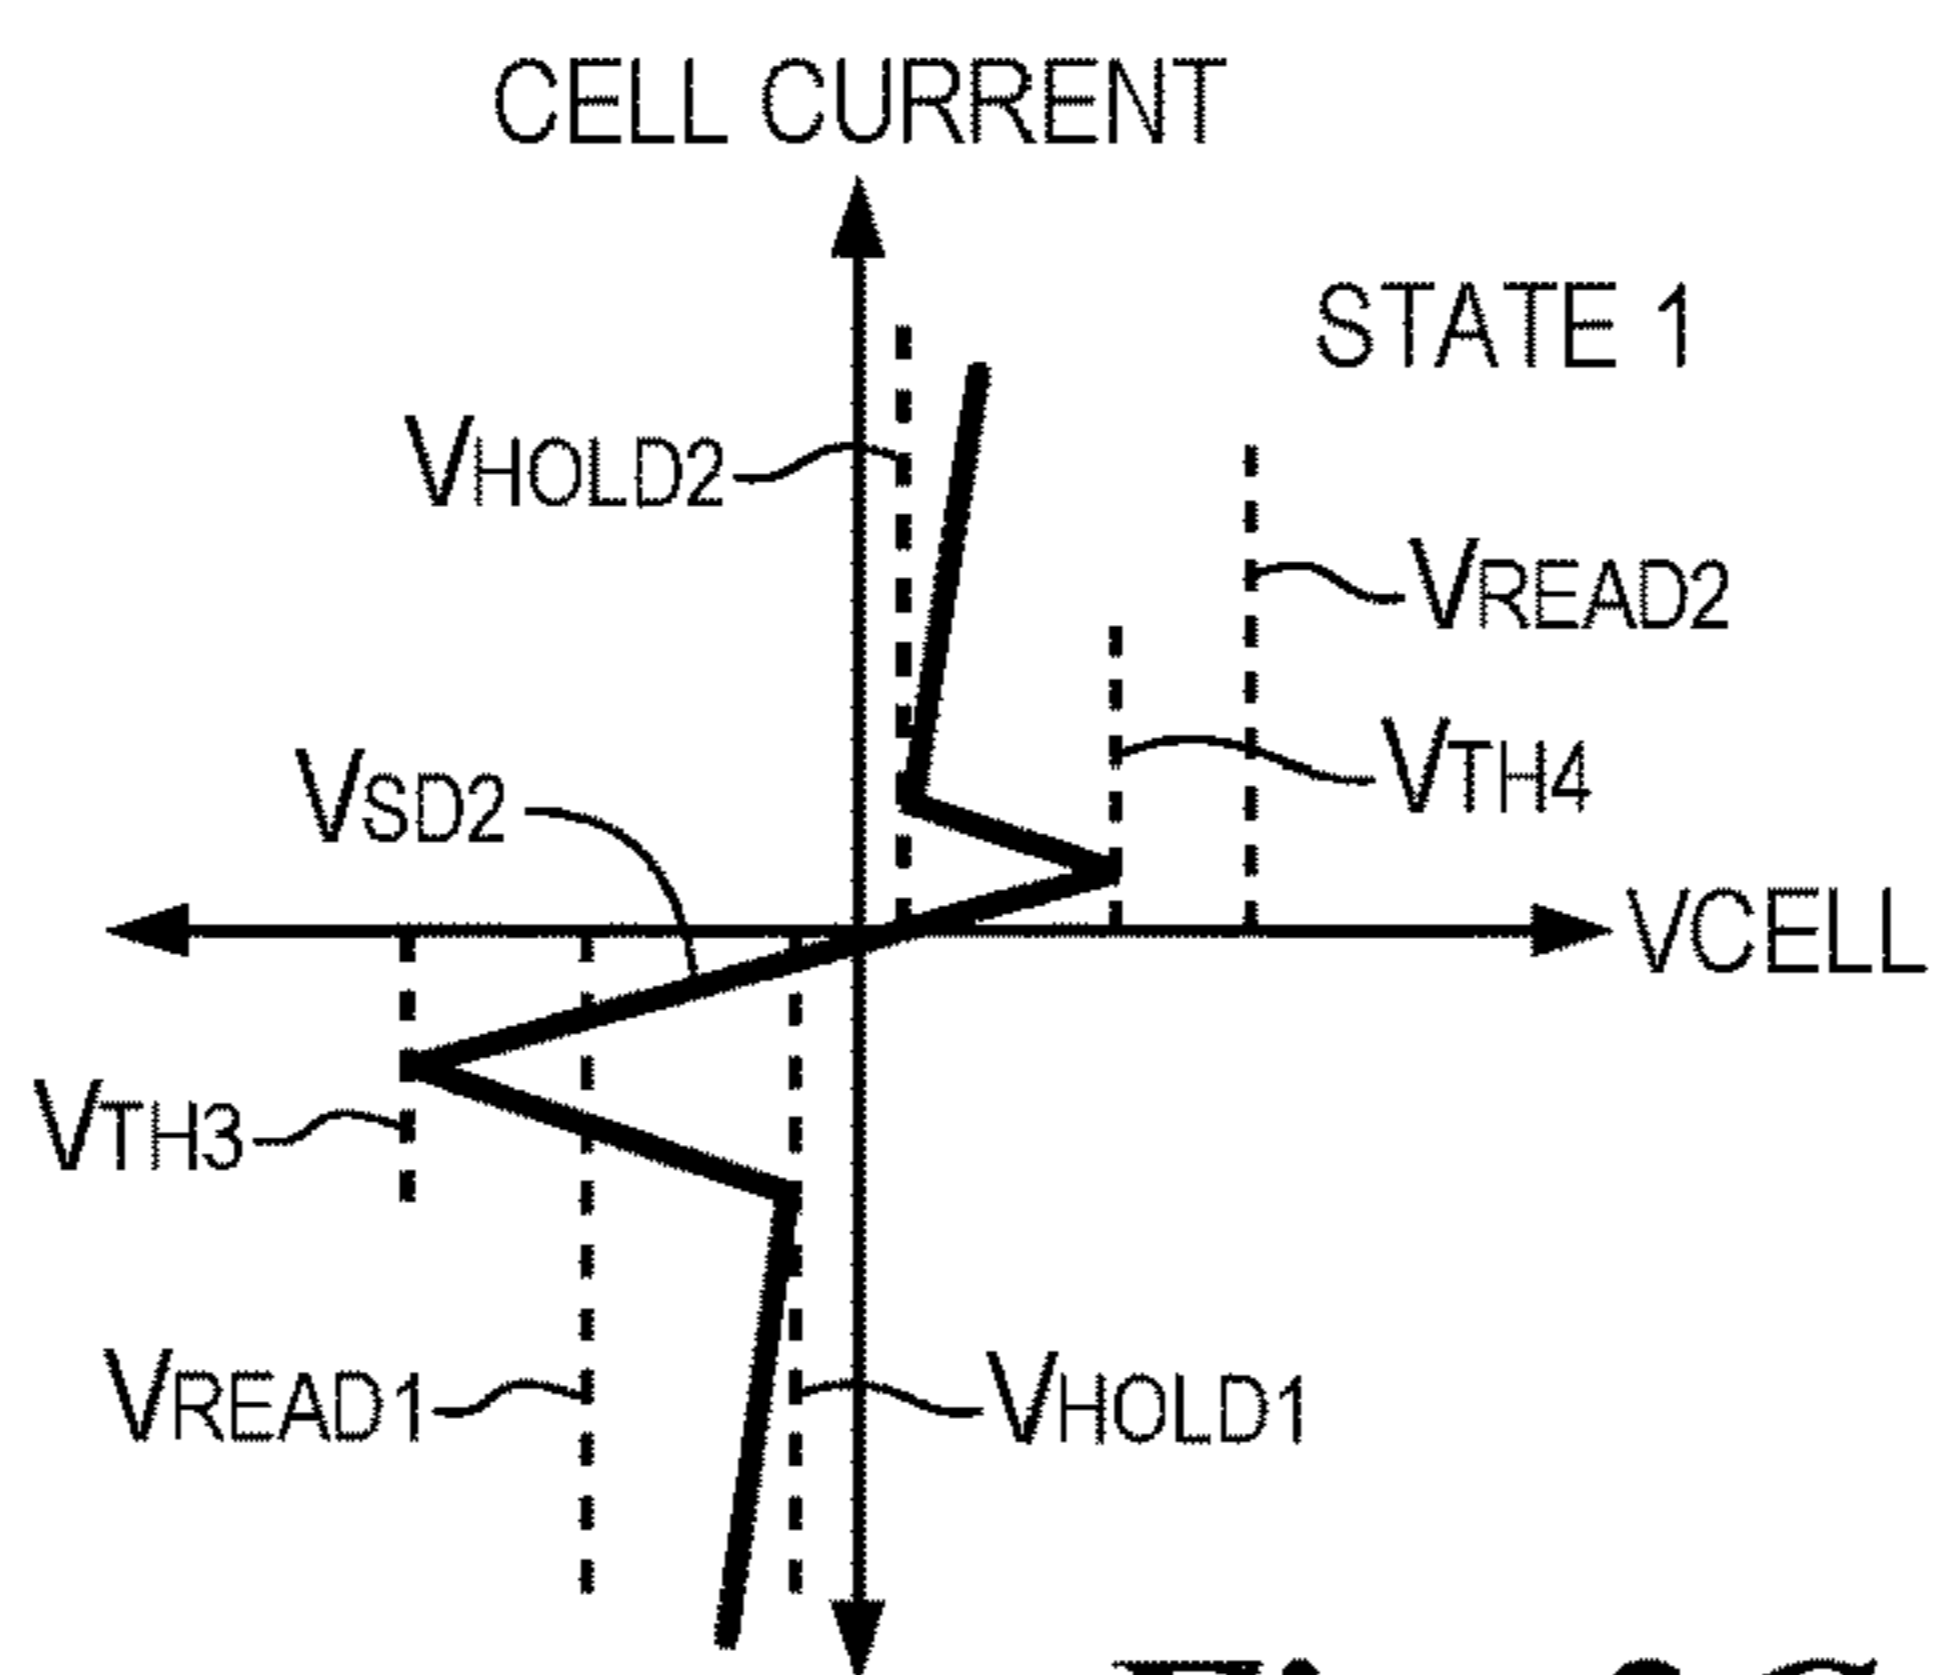 CELL CURRENT
STATE 1
VHOLD2
VREAD2
VTH4
VSD2
VCELL
VTH3
VREAD1
VHOLD1